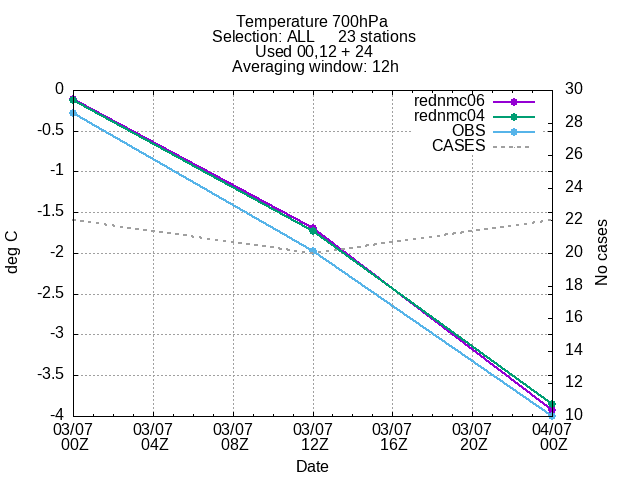 Temperature 700hPa
Selection: ALL 23 stations
Used 00,12 + 24
Averaging window: 12h
rednmc06
rednmc04
OBS
CASES
0
-0.5
-1
-1.5
-2
-2.5
-3
-3.5
-4
deg C
30
28
26
24
22
20
18
16
14
12
10
No cases
03/07 03/07 03/07 03/07 03/07 03/07 04/07
00Z 04Z 08Z 12Z 16Z 20Z 00Z
Date